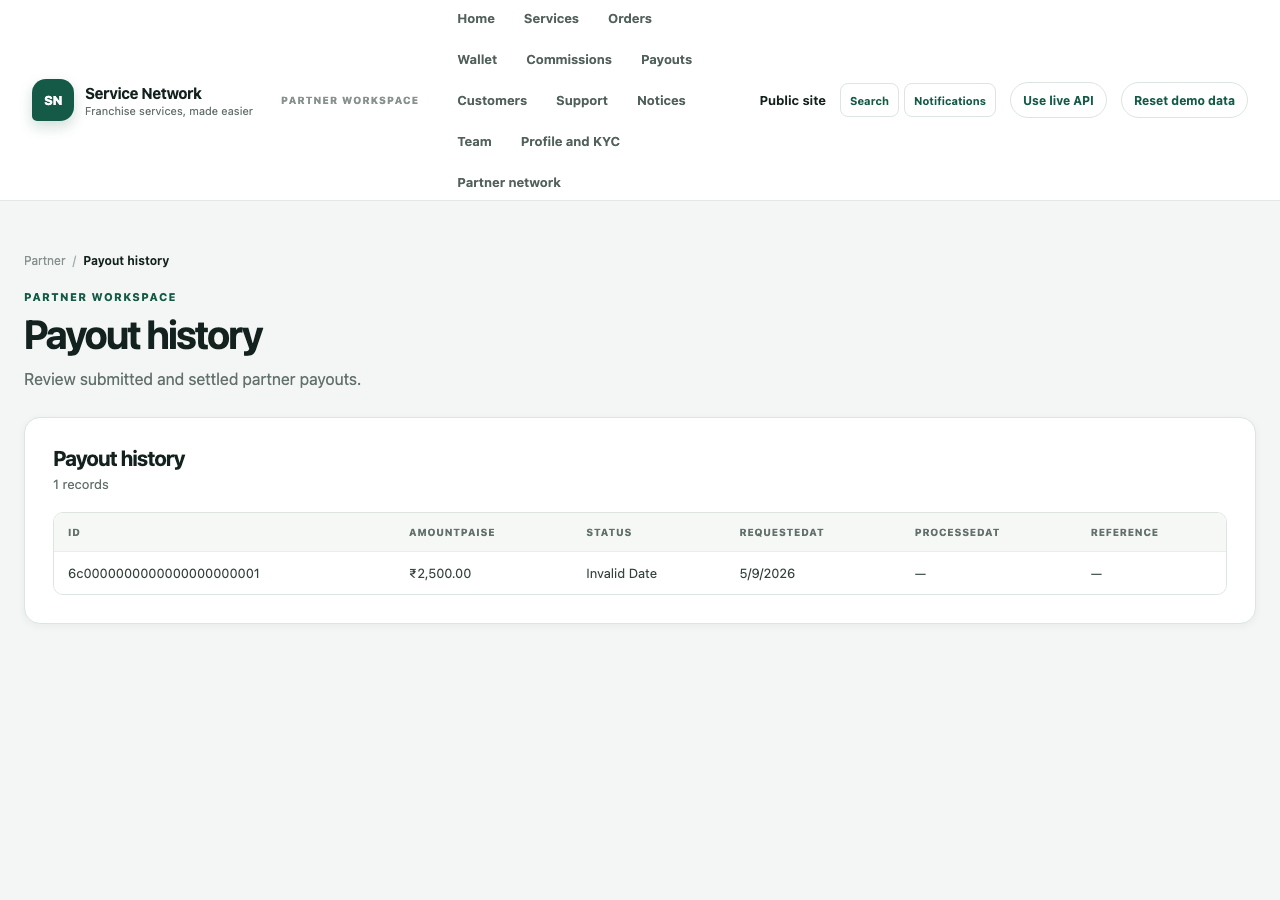 Home Services Orders
Wallet Commissions Payouts
SN Service Network
Franchise services, made easier
PARTNER WORKSPACE
Customers Support Notices
Team Profile and KYC
Partner network
Public site Search Notifications Use live API Reset demo data
Partner / Payout history
PARTNER WORKSPACE
Payout history
Review submitted and settled partner payouts.
Payout history
1 records
ID AMOUNTPAISE STATUS REQUESTEDAT PROCESSEDAT REFERENCE
6c0000000000000000000001 ₹2,500.00 Invalid Date 5/9/2026 — —